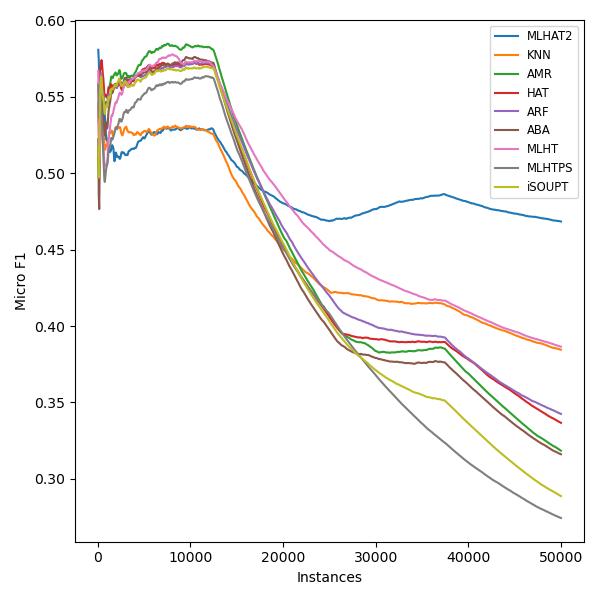 0.60
0.55
0.50
0.45
0.40
0.35
0.30
Micro F1
0
10000
20000
30000
40000
50000
Instances
MLHAT2
KNN
AMR
HAT
ARF
ABA
MLHT
MLHTPS
iSOUPT